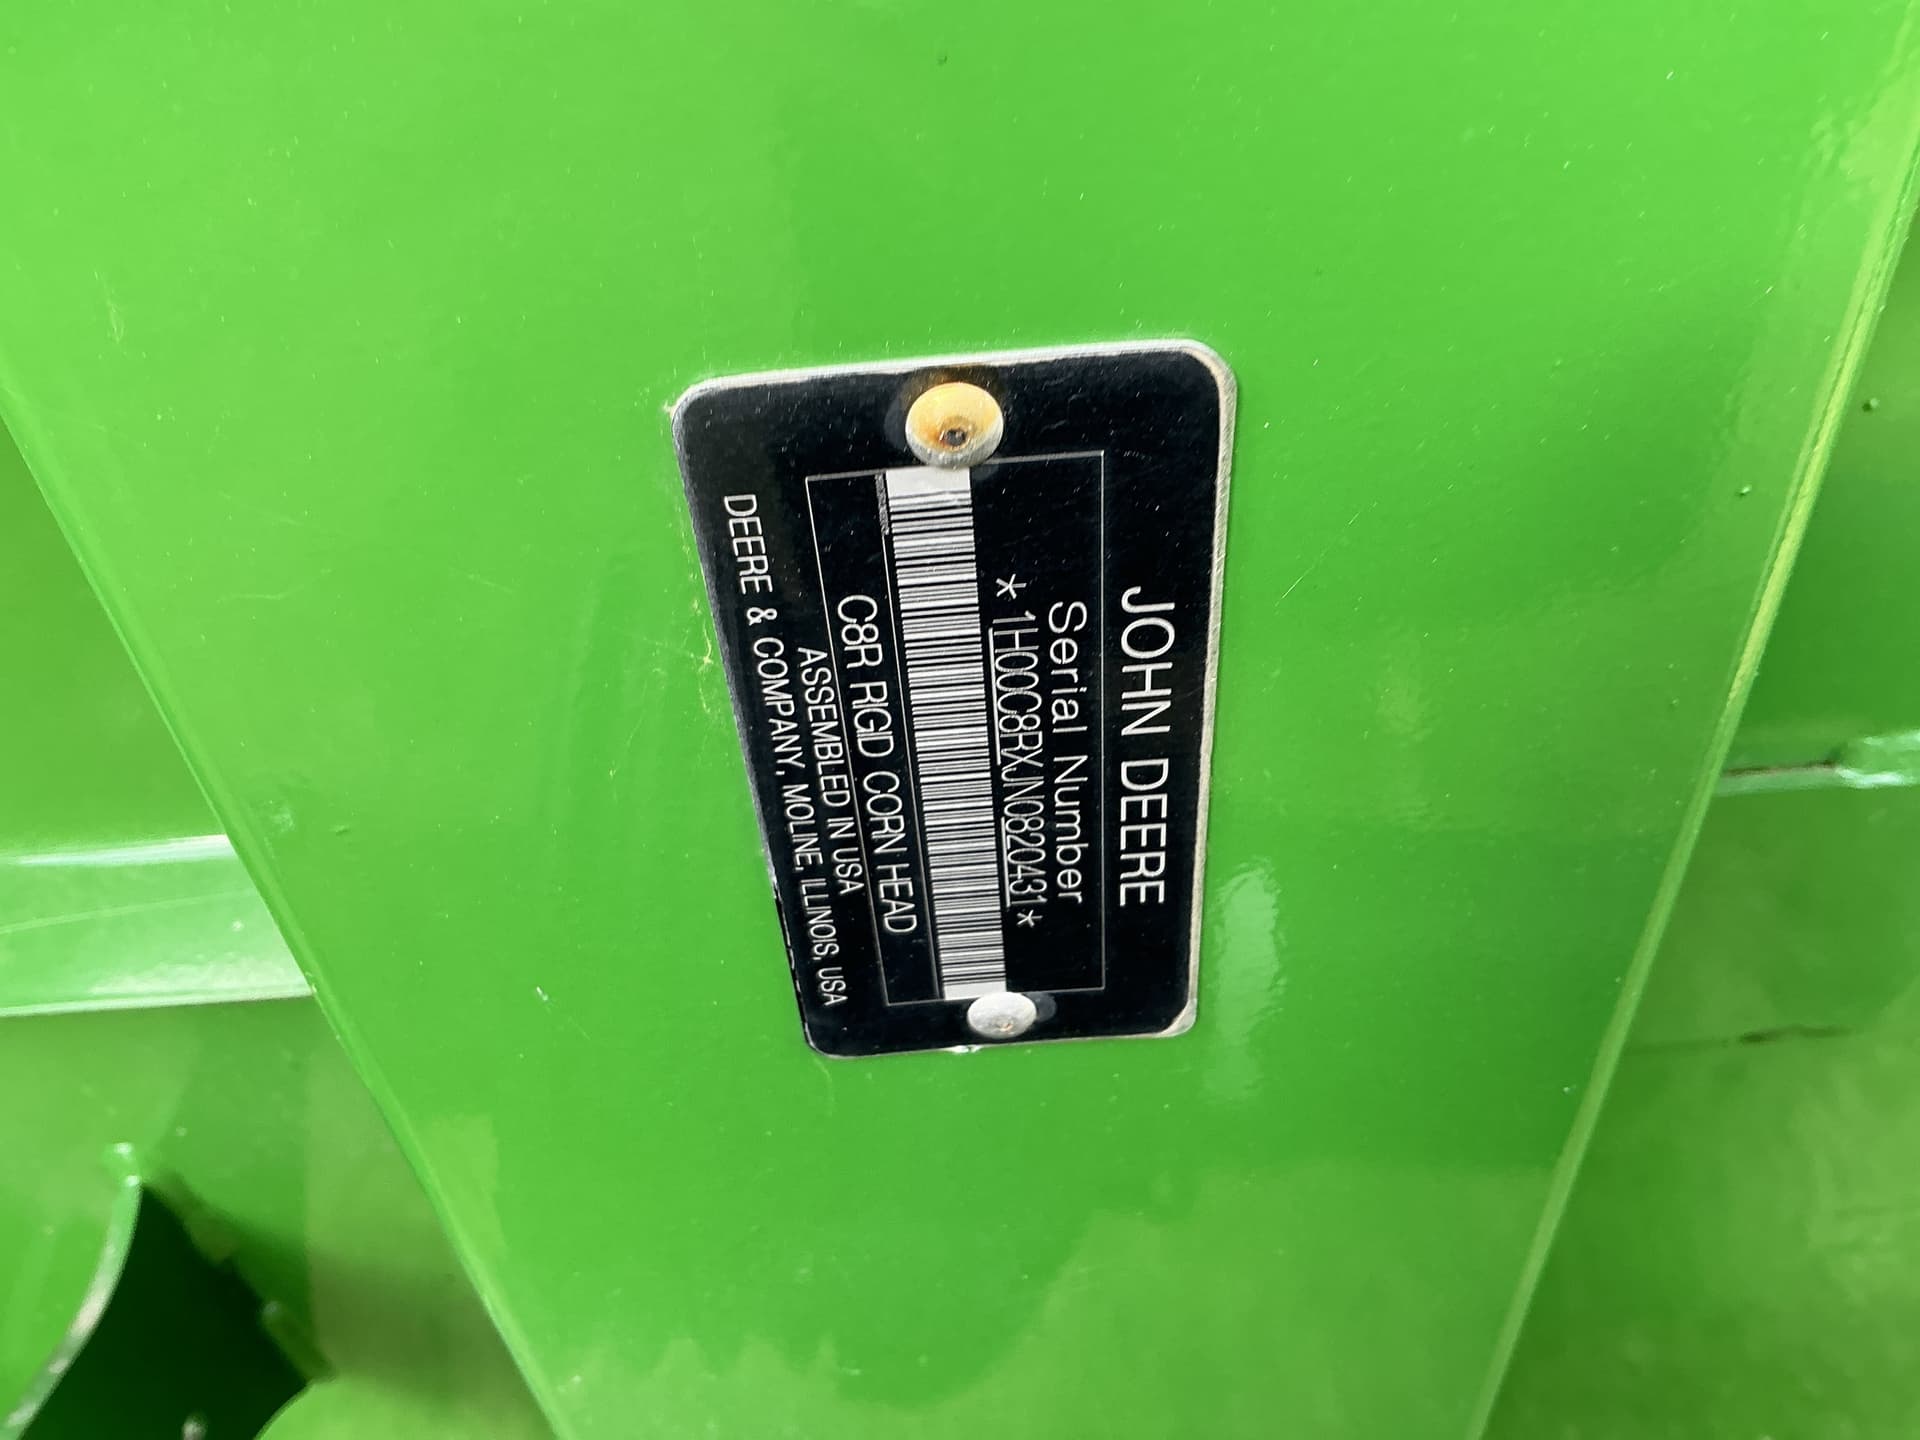 JOHN DEERE
Serial Number
*1H00C8RXJN0820431*
C8R RGD CORN HEAD
ASSEMBLED IN USA
DEERE & COMPANY, MOLINE, ILLINOIS, USA